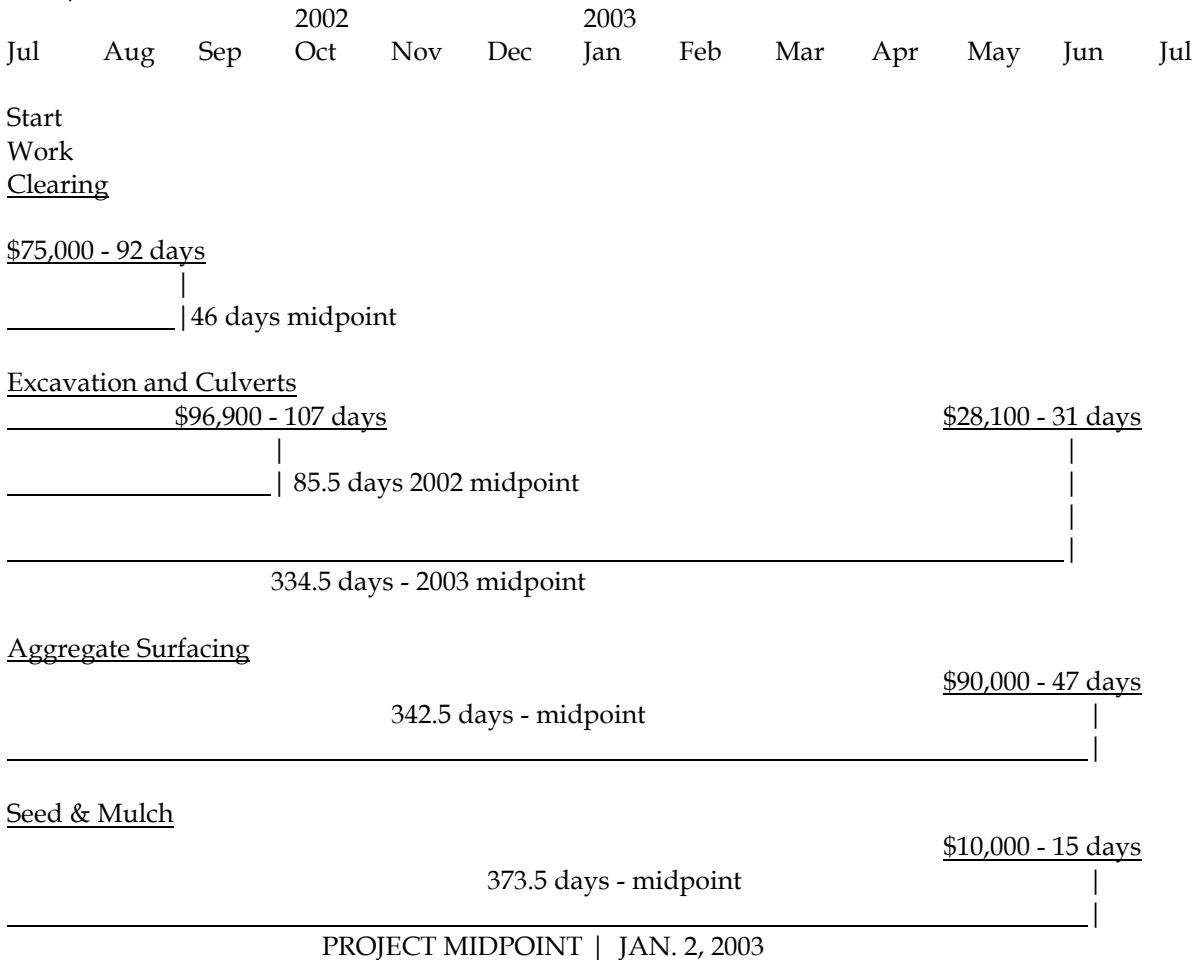 2002 2003
Jul Aug Sep Oct Nov Dec Jan Feb Mar Apr May Jun Jul
Start
Work
Clearing
$75,000 - 92 days
|
|46 days midpoint
Excavation and Culverts
$96,900 - 107 days $28,100 - 31 days
| |
| 85.5 days 2002 midpoint |
|
|
334.5 days - 2003 midpoint
Aggregate Surfacing
$90,000 - 47 days
342.5 days - midpoint |
|
Seed & Mulch
$10,000 - 15 days
373.5 days - midpoint |
|
PROJECT MIDPOINT | JAN. 2, 2003